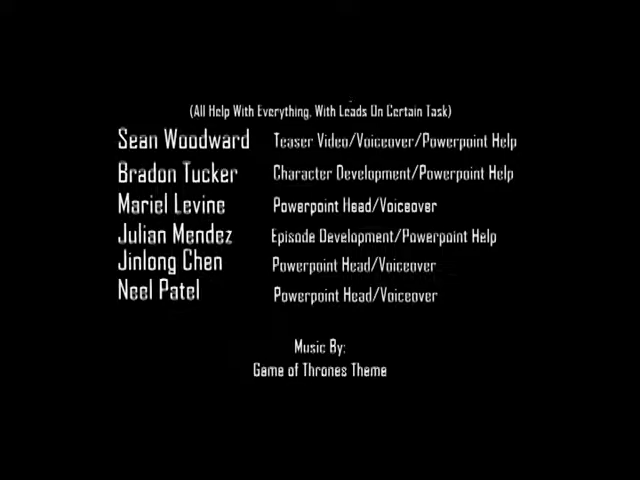 (All Help With Everything, With Leads On Certain Task)
Sean Woodward Teaser Video/Voiceover/Powerpoint Help
Bradon Tucker Character Development/Powerpoint Help
Mariel Levine Powerpoint Head/Voiceover
Julian Mendez Episode Development/Powerpoint Help
Jinlong Chen Powerpoint Head/Voiceover
Neel Patel Powerpoint Head/Voiceover
Music By:
Game of Thrones Theme